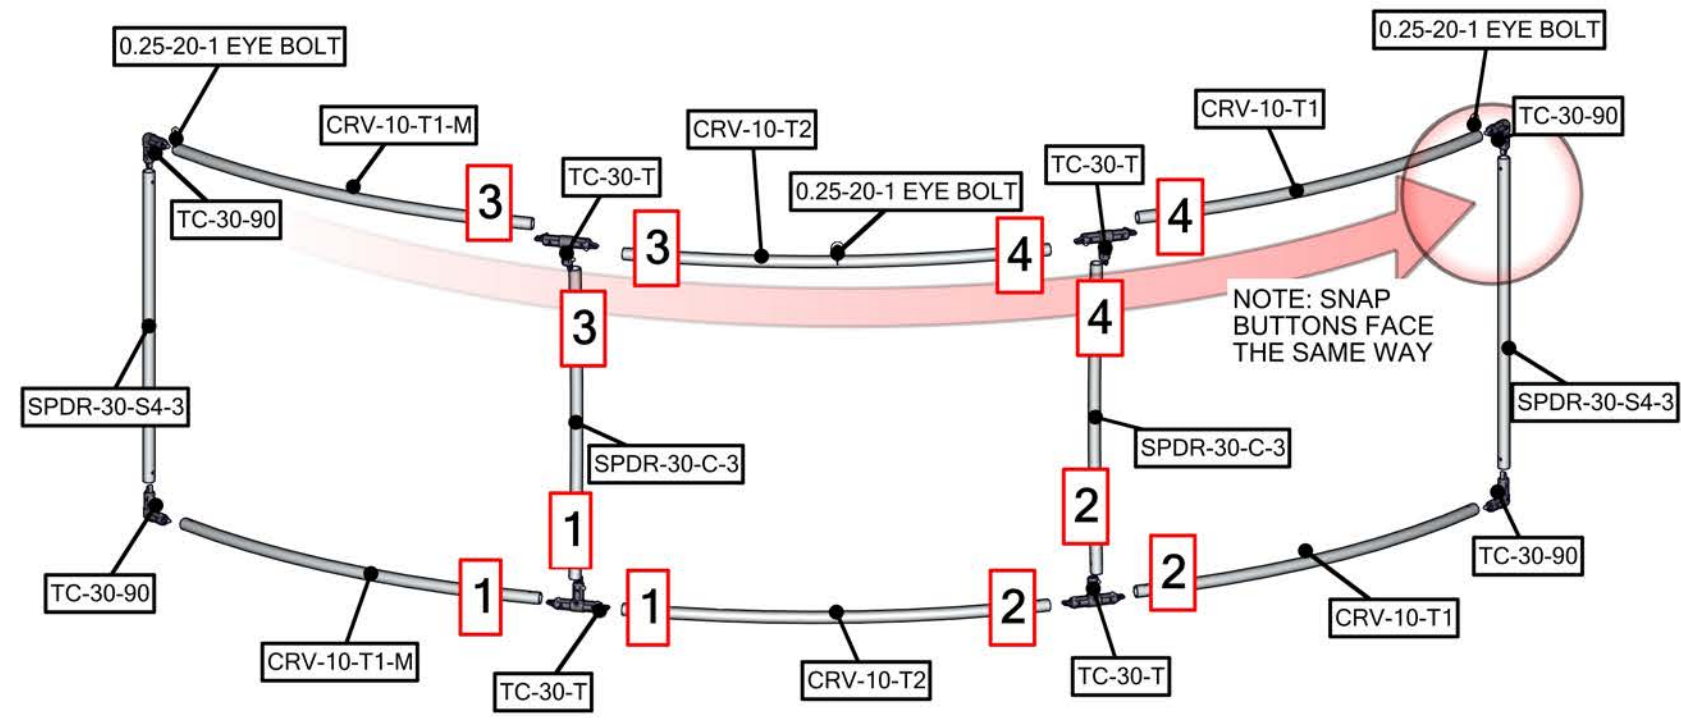 0.25-20-1 EYE BOLT
0.25-20-1 EYE BOLT
CRV-10-T1-M
CRV-10-T2
CRV-10-T1
TC-30-90
TC-30-T
TC-30-T
0.25-20-1 EYE BOLT
TC-30-90
3
3
4
4
3
4
NOTE: SNAP
BUTTONS FACE
THE SAME WAY
SPDR-30-S4-3
SPDR-30-S4-3
SPDR-30-C-3
SPDR-30-C-3
1
2
1
1
2
2
TC-30-90
TC-30-90
CRV-10-T1-M
TC-30-T
CRV-10-T2
TC-30-T
CRV-10-T1